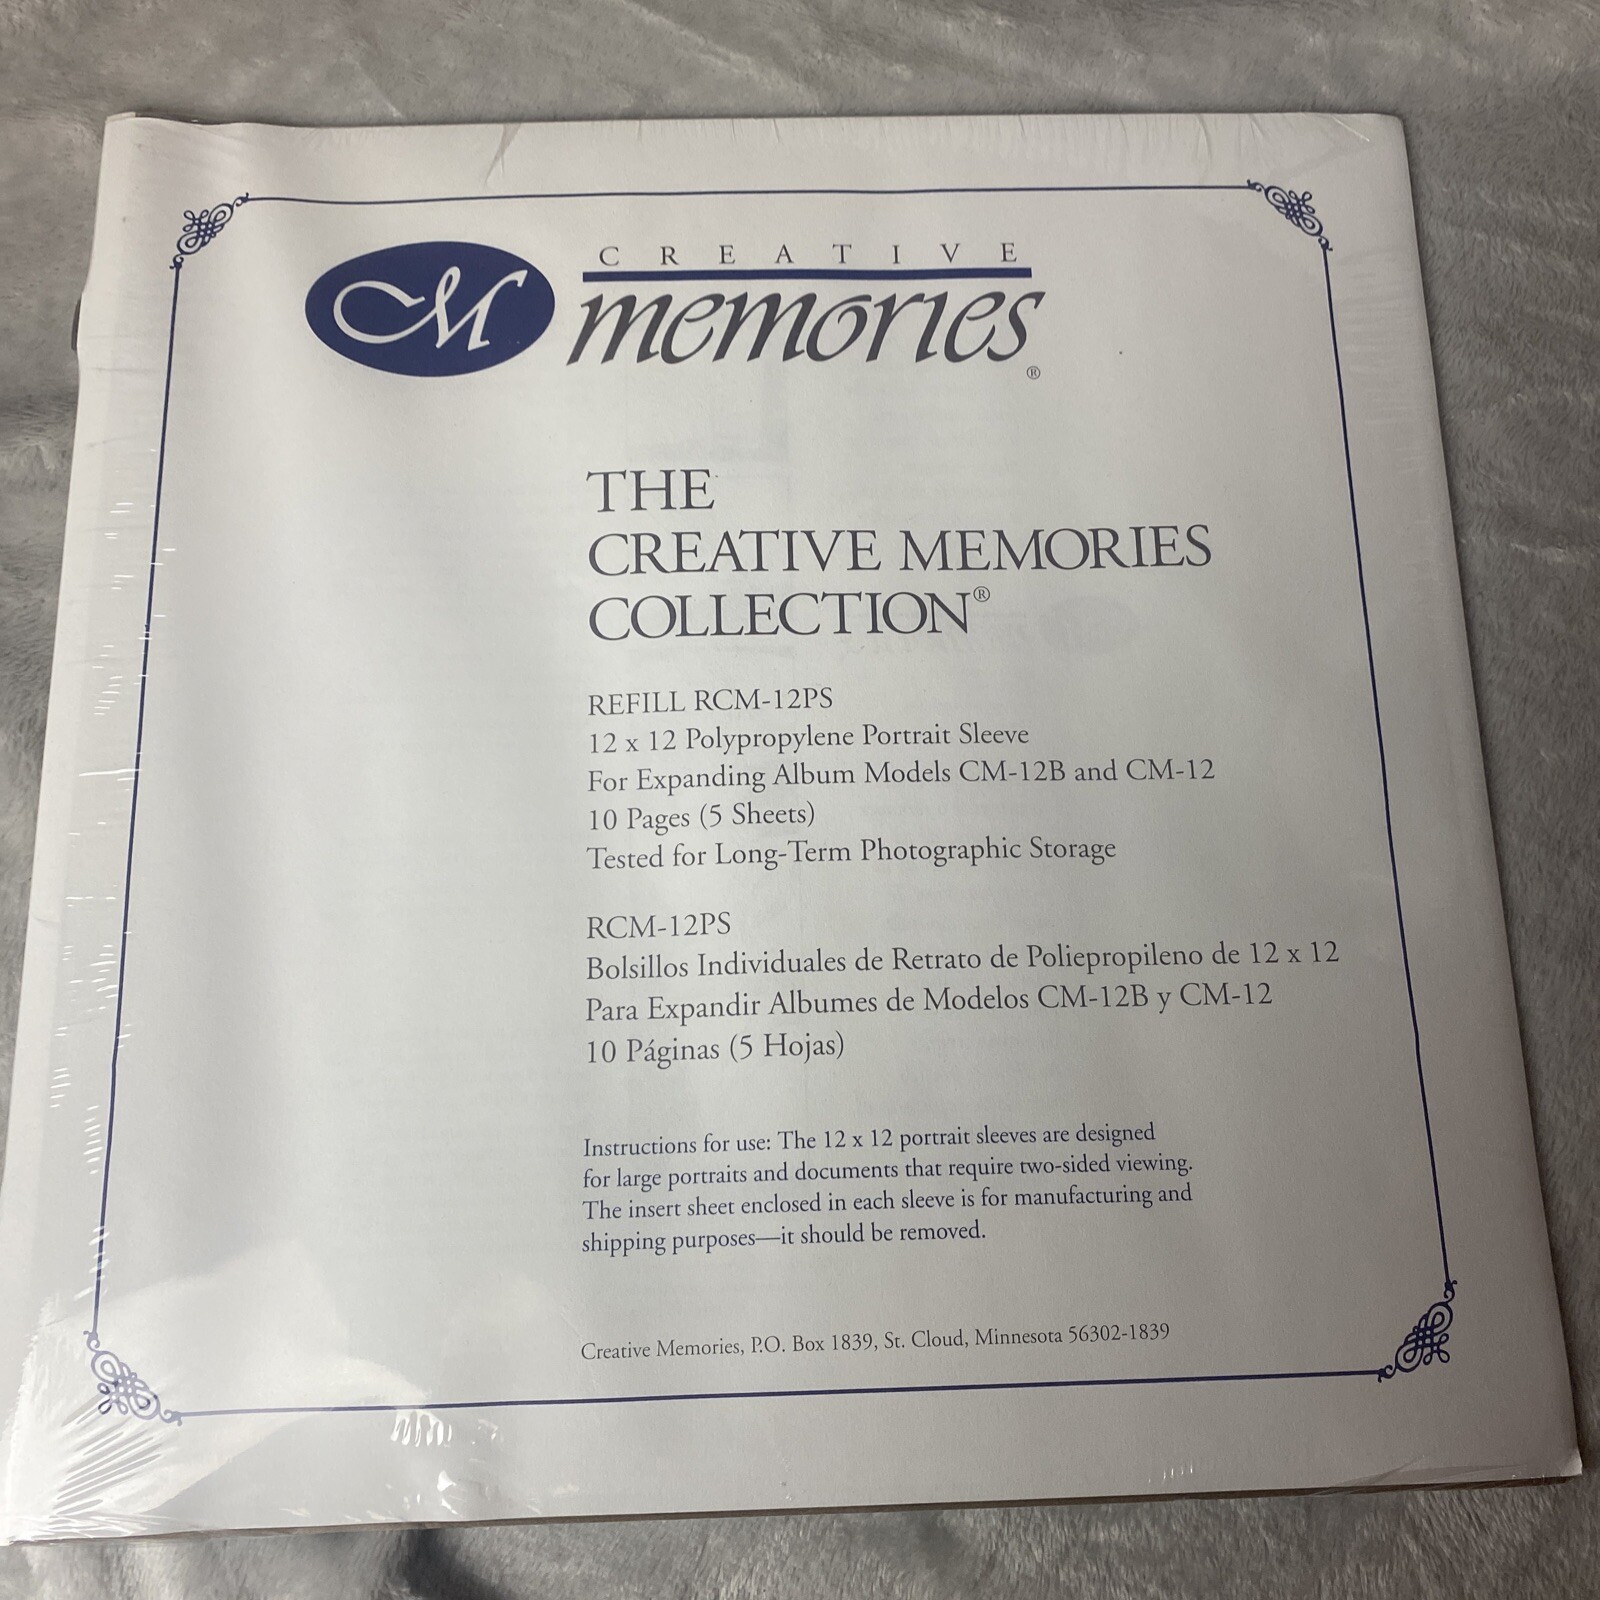 M
CREATIVE
memories®
THE
CREATIVE MEMORIES
COLLECTION®
REFILL RCM-12PS
12 x 12 Polypropylene Portrait Sleeve
For Expanding Album Models CM-12B and CM-12
10 Pages (5 Sheets)
Tested for Long-Term Photographic Storage
RCM-12PS
Bolsillos Individuales de Retrato de Poliepropileno de 12 x 12
Para Expandir Albumes de Modelos CM-12B y CM-12
10 Páginas (5 Hojas)
Instructions for use: The 12 x 12 portrait sleeves are designed
for large portraits and documents that require two-sided viewing.
The insert sheet enclosed in each sleeve is for manufacturing and
shipping purposes—it should be removed.
Creative Memories, P.O. Box 1839, St. Cloud, Minnesota 56302-1839